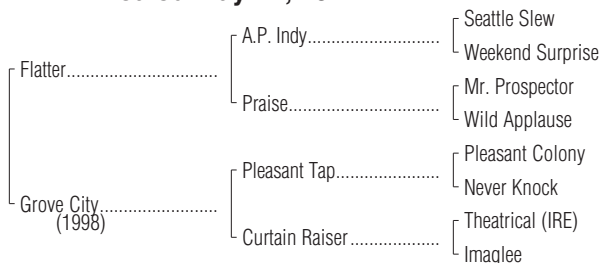 Seattle Slew
A.P. Indy
Weekend Surprise
Flatter
Mr. Prospector
Praise
Wild Applause
Pleasant Colony
Pleasant Tap
Never Knock
Grove City
(1998)
Theatrical (IRE)
Curtain Raiser
Imaglee